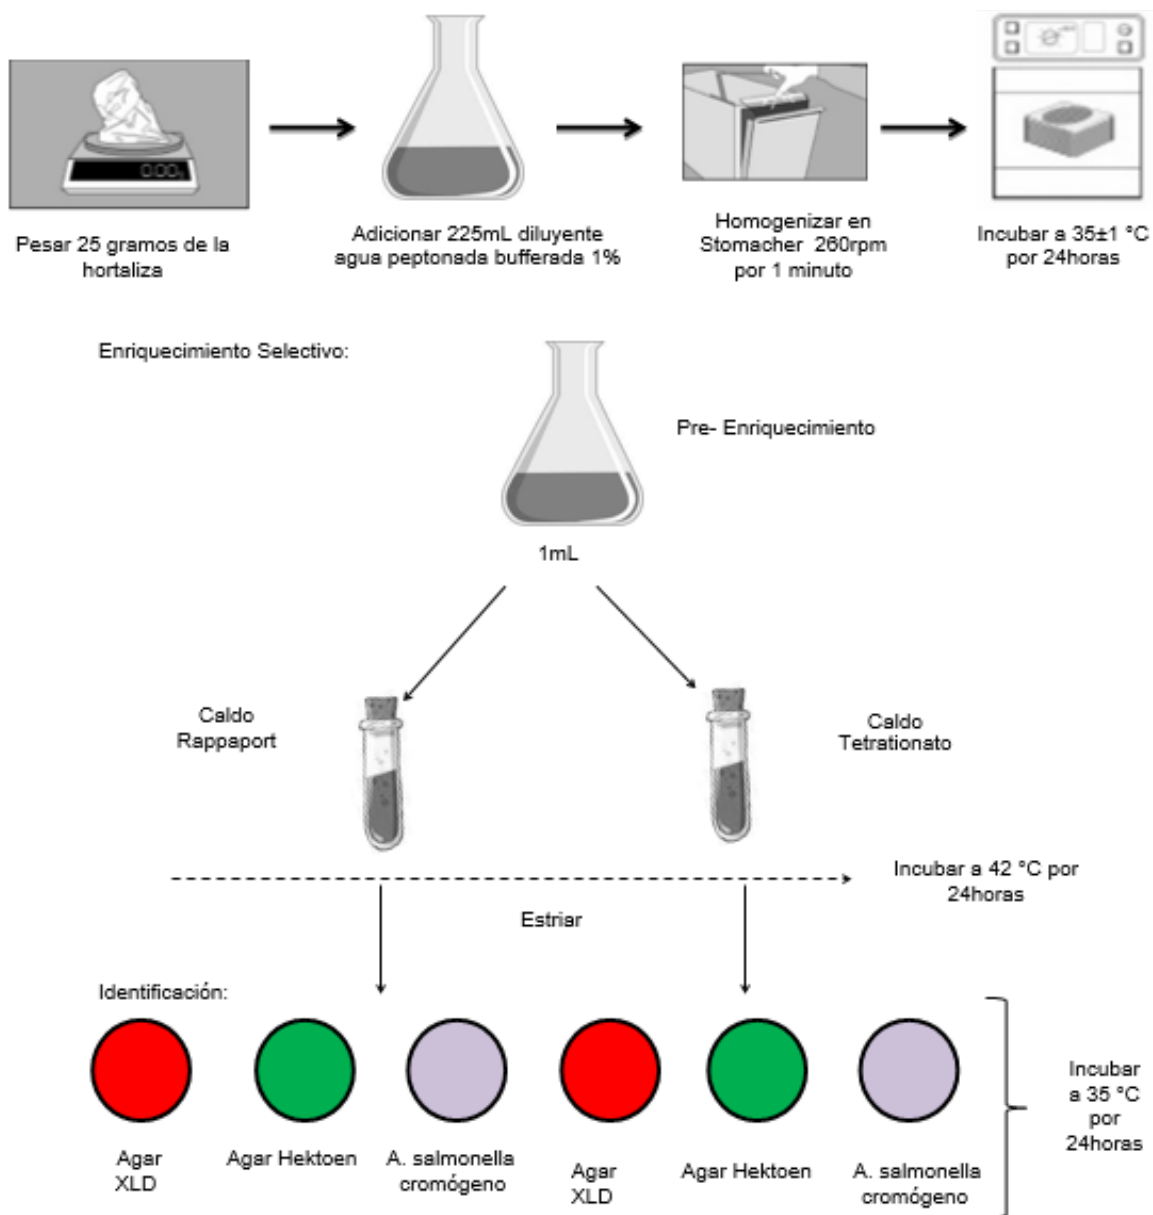 0.00g
Pesar 25 gramos de la
hortaliza
Adicionar 225mL diluyente
agua peptonada bufferada 1%
Homogenizar en
Stomacher 260rpm
por 1 minuto
Incubar a 35±1 °C
por 24horas
Enriquecimiento Selectivo:
Pre- Enriquecimiento
1mL
Caldo
Rappaport
Caldo
Tetrationato
Incubar a 42 °C por
24horas
Estriar
Identificación:
Agar
XLD
Agar Hektoen
A. salmonella
cromógeno
Agar
XLD
Agar Hektoen
A. salmonella
cromógeno
Incubar
a 35 °C
por
24horas